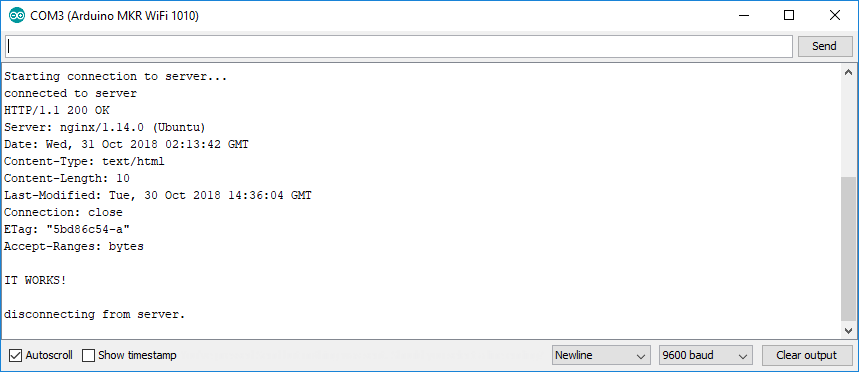 COM3 (Arduino MKR WiFi 1010)
Send
Starting connection to server...
connected to server
HTTP/1.1 200 OK
Server: nginx/1.14.0 (Ubuntu)
Date: Wed, 31 Oct 2018 02:13:42 GMT
Content-Type: text/html
Content-Length: 10
Last-Modified: Tue, 30 Oct 2018 14:36:04 GMT
Connection: close
ETag: "5bd86c54-a"
Accept-Ranges: bytes
IT WORKS!
disconnecting from server.
Autoscroll Show timestamp Newline 9600 baud Clear output